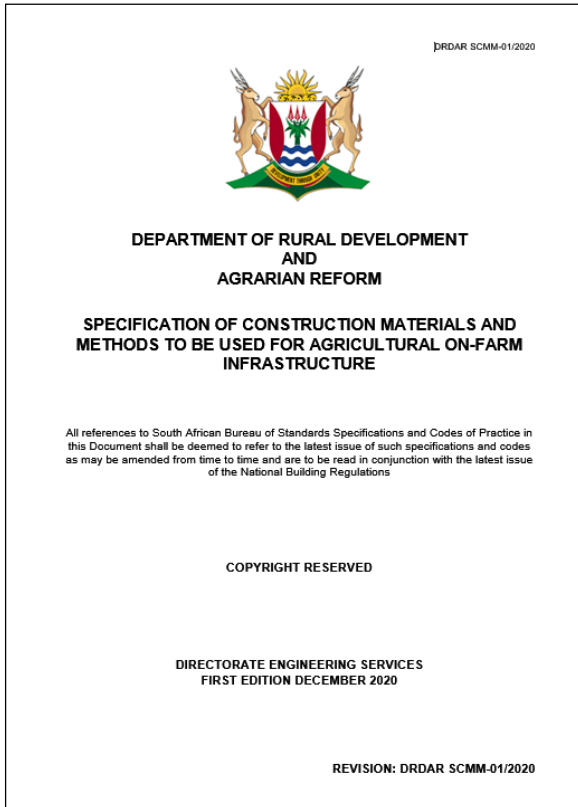 DRDAR SCMM-01/2020
DEVELOPMENT THROUGH UNITY
DEPARTMENT OF RURAL DEVELOPMENT
AND
AGRARIAN REFORM
SPECIFICATION OF CONSTRUCTION MATERIALS AND
METHODS TO BE USED FOR AGRICULTURAL ON-FARM
INFRASTRUCTURE
All references to South African Bureau of Standards Specifications and Codes of Practice in
this Document shall be deemed to refer to the latest issue of such specifications and codes
as may be amended from time to time and are to be read in conjunction with the latest issue
of the National Building Regulations
COPYRIGHT RESERVED
DIRECTORATE ENGINEERING SERVICES
FIRST EDITION DECEMBER 2020
REVISION: DRDAR SCMM-01/2020